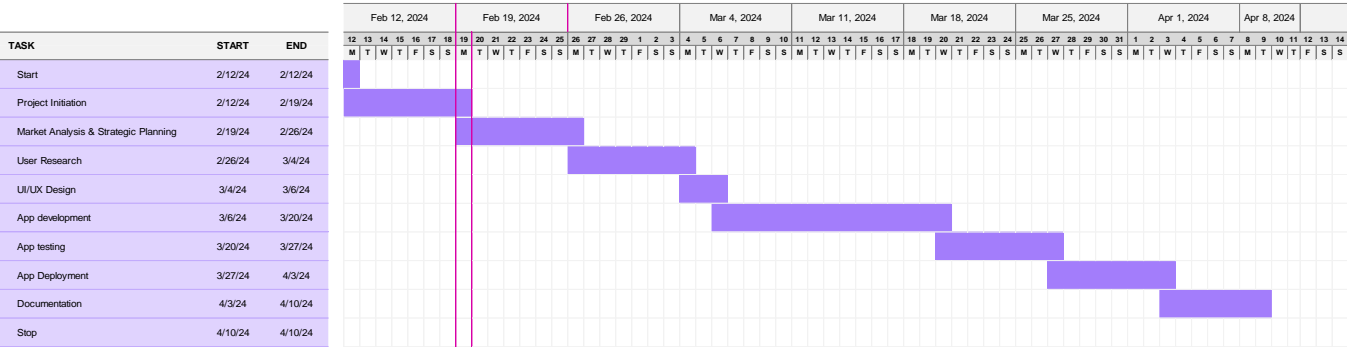 Feb 12, 2024 Feb 19, 2024 Feb 26, 2024 Mar 4, 2024 Mar 11, 2024 Mar 18, 2024 Mar 25, 2024 Apr 1, 2024 Apr 8, 2024
TASK START END 12 13 14 15 16 17 18 19 20 21 22 23 24 25 26 27 28 29 1 2 3 4 5 6 7 8 9 10 11 12 13 14 15 16 17 18 19 20 21 22 23 24 25 26 27 28 29 30 31 1 2 3 4 5 6 7 8 9 10 11 12 13 14
M T W T F S S M T W T F S S M T W T F S S M T W T F S S M T W T F S S M T W T F S S M T W T F S S M T W T F S S M T W T F S S
Start 2/12/24 2/12/24
Project Initiation 2/12/24 2/19/24
Market Analysis & Strategic Planning 2/19/24 2/26/24
User Research 2/26/24 3/4/24
UI/UX Design 3/4/24 3/6/24
App development 3/6/24 3/20/24
App testing 3/20/24 3/27/24
App Deployment 3/27/24 4/3/24
Documentation 4/3/24 4/10/24
Stop 4/10/24 4/10/24